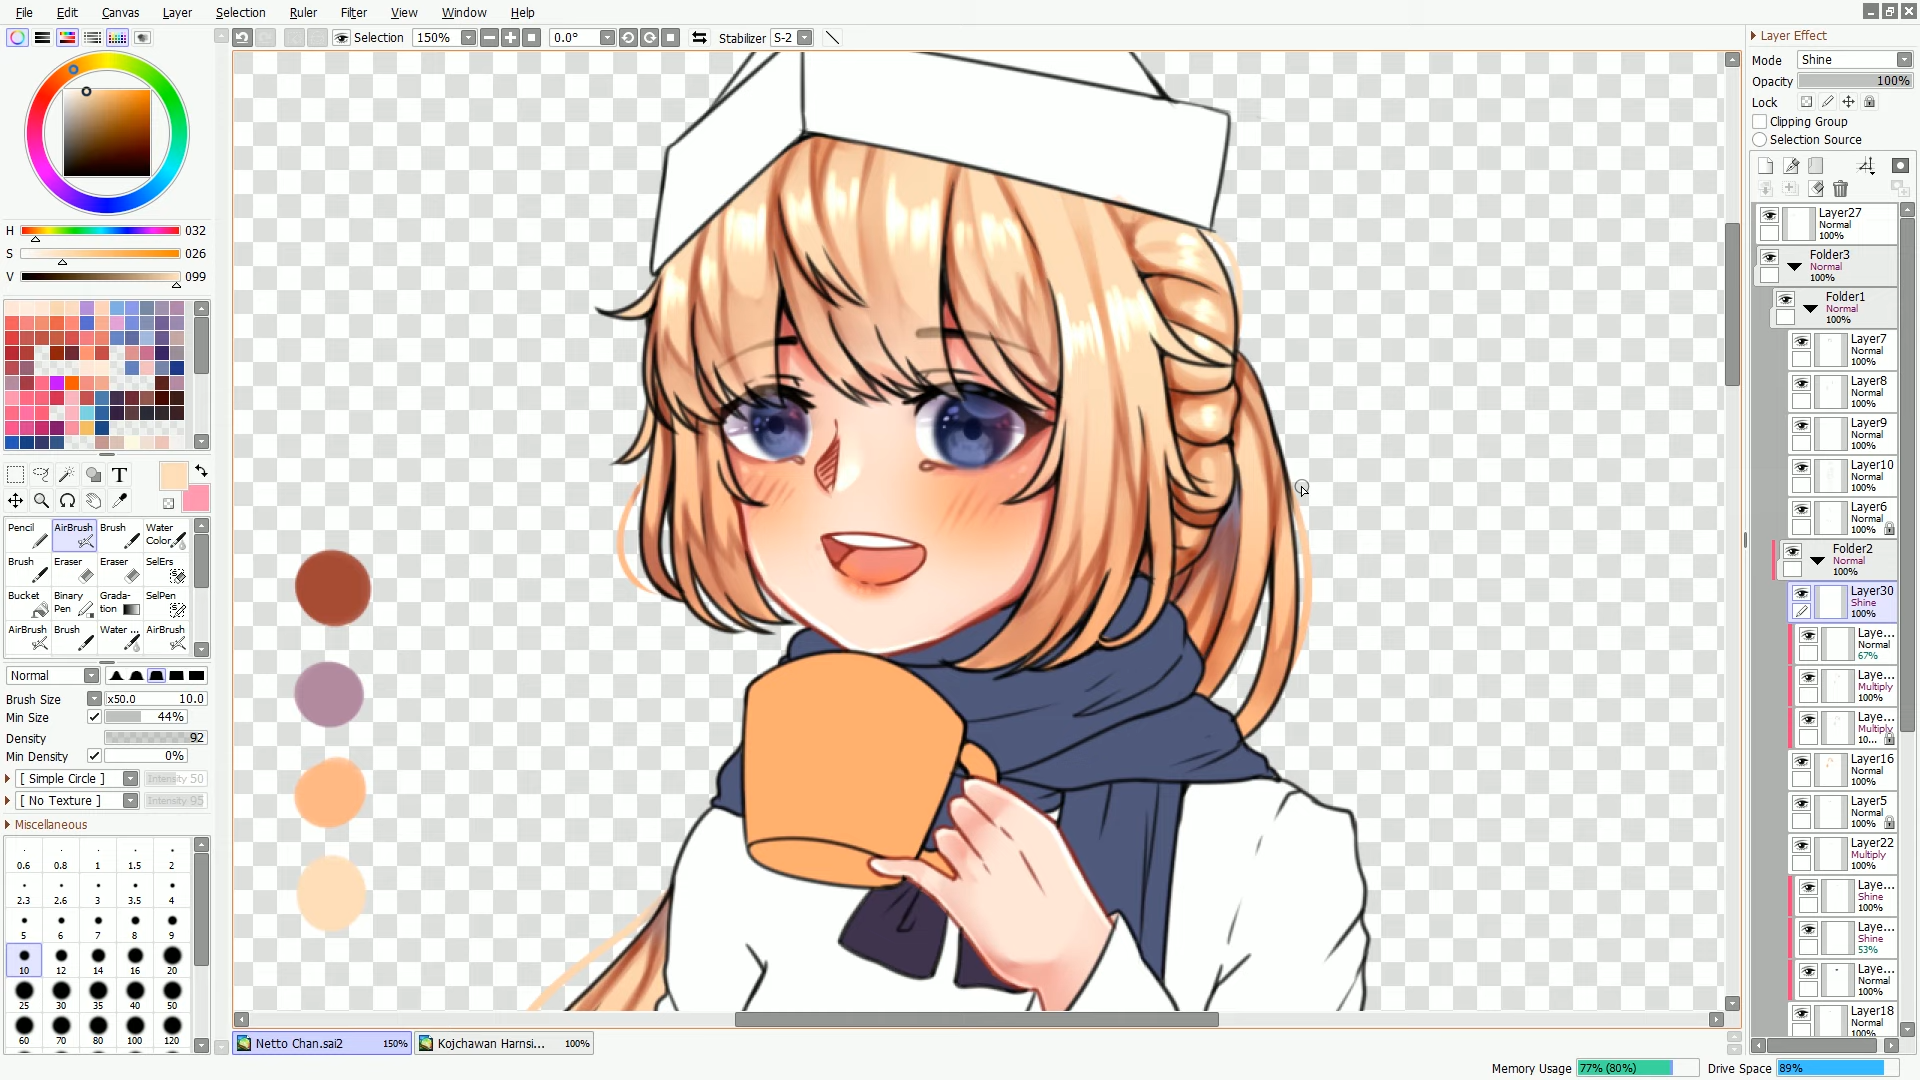 File Edit Canvas Layer Selection Ruler Filter View Window Help
Selection 150% 0.0° Stabilizer S-2
H 032
S 026
V 099
T
Pencil AirBrush Brush Water Color
Brush Eraser Eraser SelErs
Bucket Binary Pen Grada-tion SelPen
AirBrush Brush Water ... AirBrush
Normal
Brush Size x50.0 10.0
Min Size 44%
Density 92
Min Density 0%
[ Simple Circle ] Intensity 50
[ No Texture ] Intensity 95
Miscellaneous
0.6 0.8 1 1.5 2
2.3 2.6 3 3.5 4
5 6 7 8 9
10 12 14 16 20
25 30 35 40 50
60 70 80 100 120
Netto Chan.sai2 150% Kojchawan Harnsi... 100%
Layer Effect
Mode Shine
Opacity 100%
Lock
Clipping Group
Selection Source
Layer27
Normal
100%
Folder3
Normal
100%
Folder1
Normal
100%
Layer7
Normal
100%
Layer8
Normal
100%
Layer9
Normal
100%
Layer10
Normal
100%
Layer6
Normal
100%
Folder2
Normal
100%
Layer30
Shine
100%
Laye...
Normal
67%
Laye...
Multiply
100%
Laye...
Multiply
10...
Layer16
Normal
100%
Layer5
Normal
100%
Layer22
Multiply
100%
Laye...
Shine
100%
Laye...
Shine
53%
Laye...
Normal
100%
Layer18
Normal
Memory Usage 77% (80%) Drive Space 89%